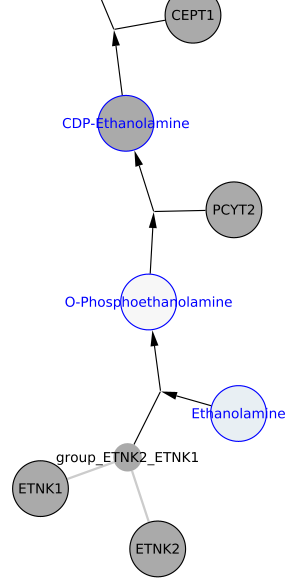 CEPT1
CDP-Ethanolamine
PCYT2
O-Phosphoethanolamine
Ethanolamine
group_ETNK2_ETNK1
ETNK1
ETNK2